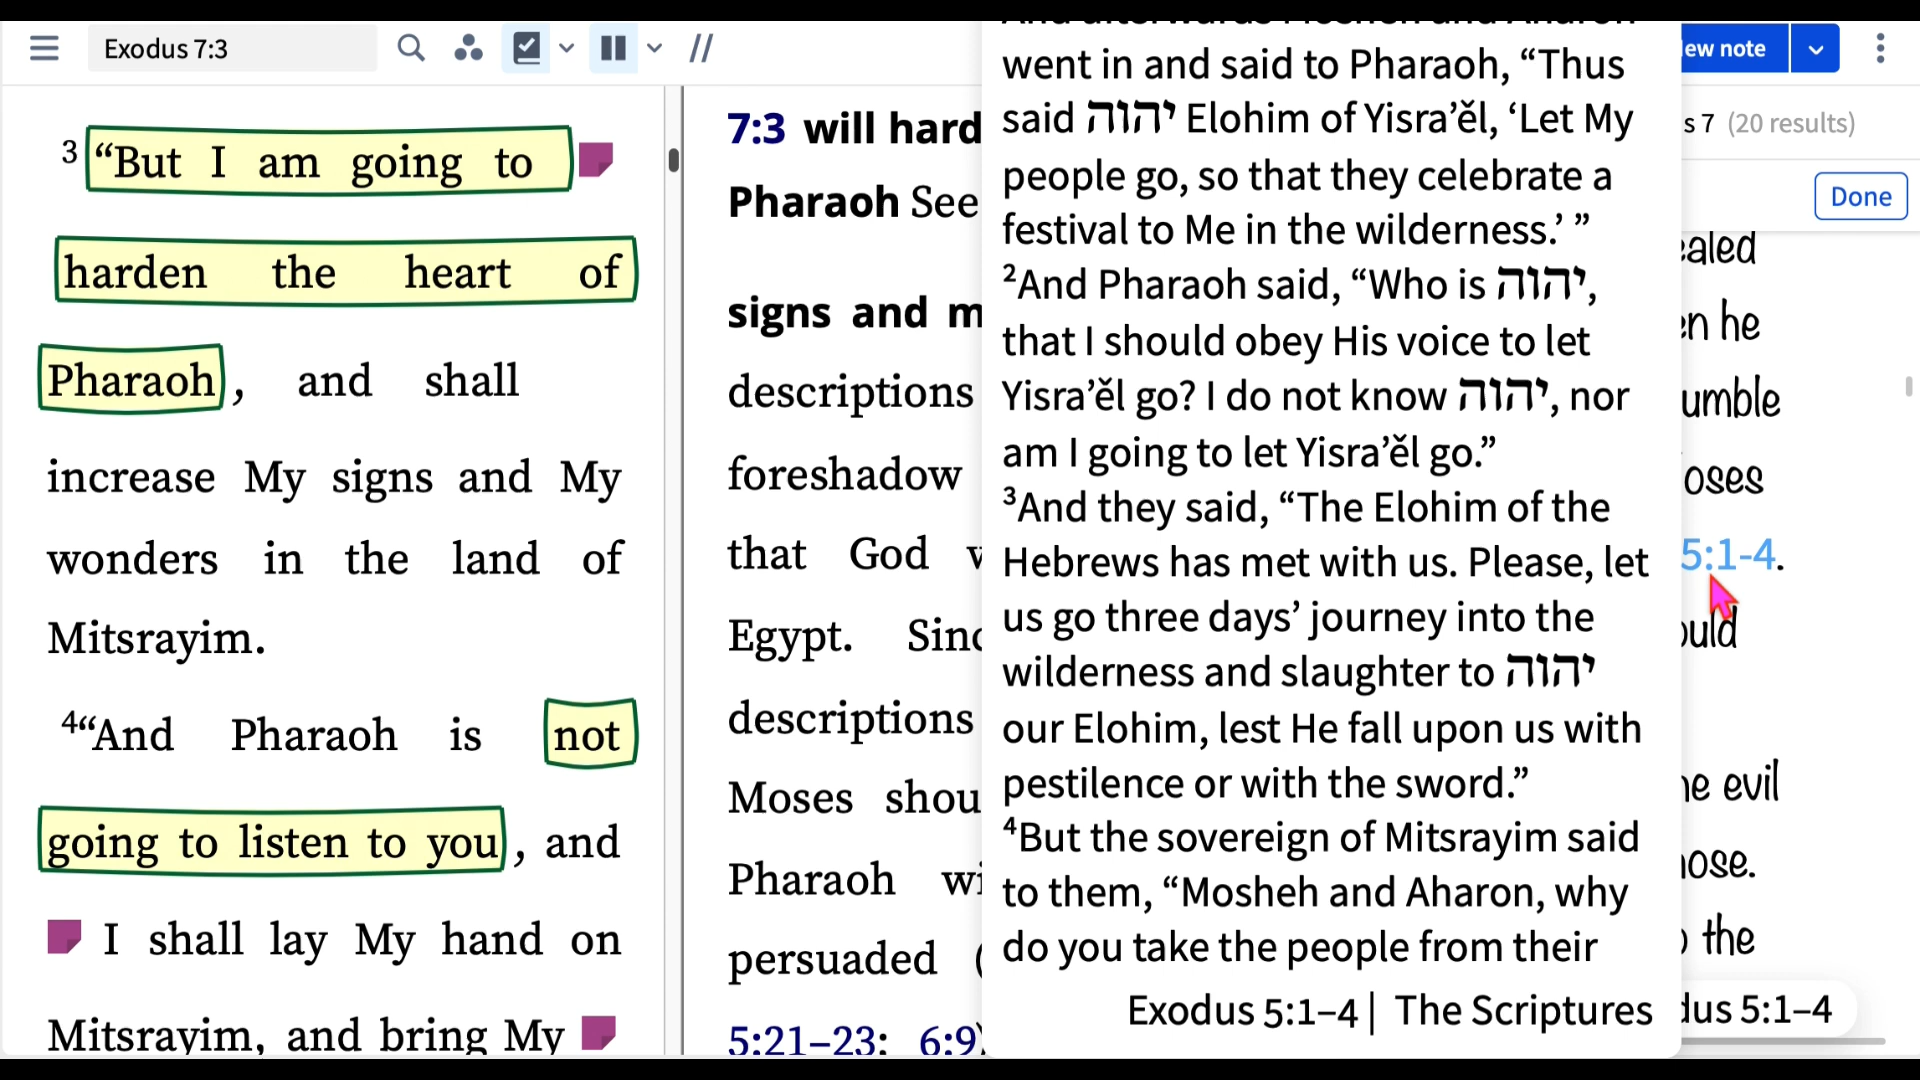 Exodus 7:3
//
3 “But I am going to
harden the heart of
Pharaoh, and shall
increase My signs and My
wonders in the land of
Mitsrayim.
4“And Pharaoh is not
going to listen to you, and
I shall lay My hand on
Mitsrayim, and bring My
7:3 will hard
Pharaoh See
signs and m
descriptions
foreshadow
that God
Egypt. Sinc
descriptions
Moses shou
Pharaoh wi
persuaded (
5:21–23; 6:9)
went in and said to Pharaoh, “Thus
said יהוה Elohim of Yisra’ĕl, ‘Let My
people go, so that they celebrate a
festival to Me in the wilderness.’ ”
2And Pharaoh said, “Who is יהוה,
that I should obey His voice to let
Yisra’ĕl go? I do not know יהוה, nor
am I going to let Yisra’ĕl go.”
3And they said, “The Elohim of the
Hebrews has met with us. Please, let
us go three days’ journey into the
wilderness and slaughter to יהוה
our Elohim, lest He fall upon us with
pestilence or with the sword.”
4But the sovereign of Mitsrayim said
to them, “Mosheh and Aharon, why
do you take the people from their
Exodus 5:1–4 | The Scriptures
ew note
s 7 (20 results)
Done
ealed
en he
umble
oses
5:1-4.
ould
he evil
hose.
the
dus 5:1–4